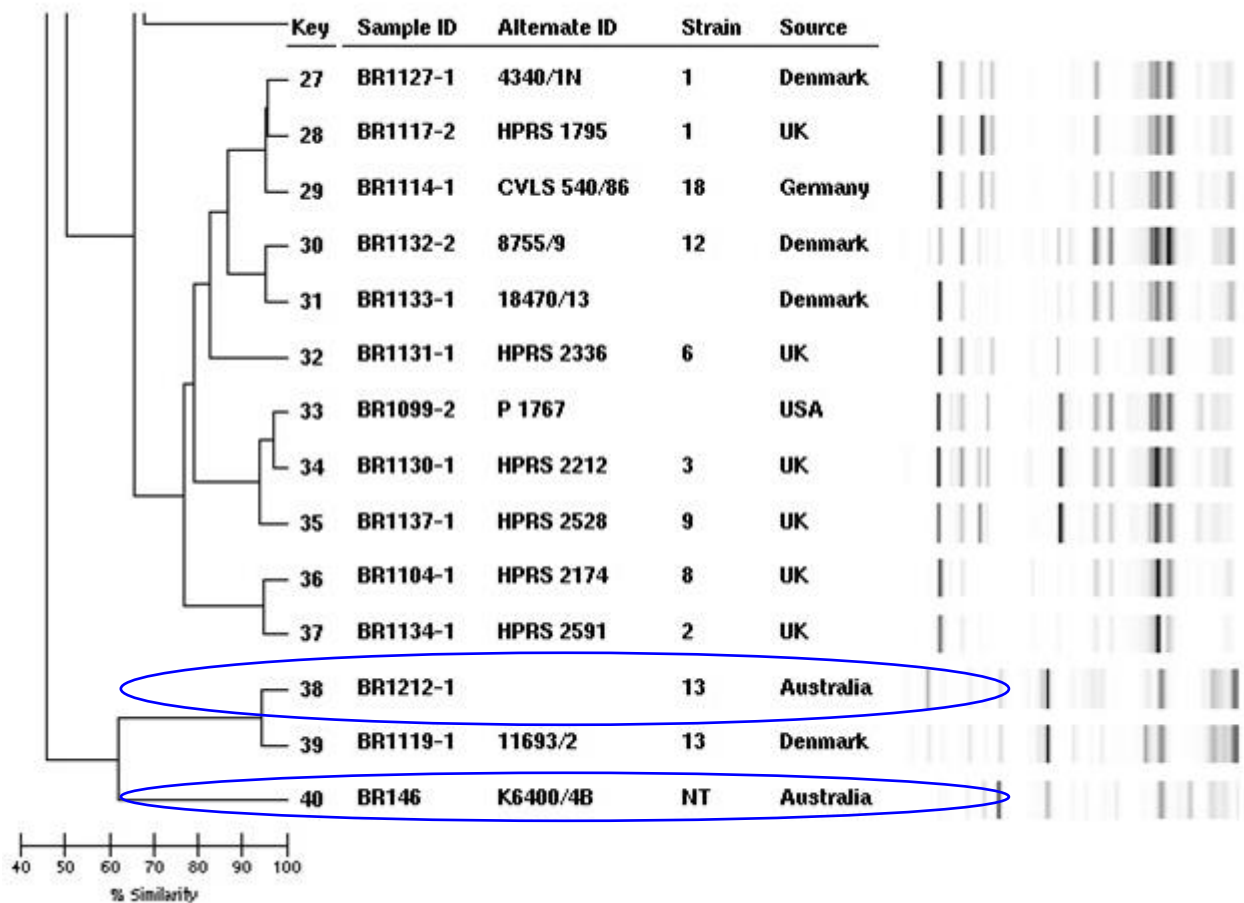 Key Sample ID Alternate ID Strain Source
27 BR1127-1 4340/1N 1 Denmark
28 BR1117-2 HPRS 1795 1 UK
29 BR1114-1 CVLS 540/86 18 Germany
30 BR1132-2 8755/9 12 Denmark
31 BR1133-1 18470/13 Denmark
32 BR1131-1 HPRS 2336 6 UK
33 BR1099-2 P 1767 USA
34 BR1130-1 HPRS 2212 3 UK
35 BR1137-1 HPRS 2528 9 UK
36 BR1104-1 HPRS 2174 8 UK
37 BR1134-1 HPRS 2591 2 UK
38 BR1212-1 13 Australia
39 BR1119-1 11693/2 13 Denmark
40 BR146 K6400/4B NT Australia
40 50 60 70 80 90 100
% Similarity